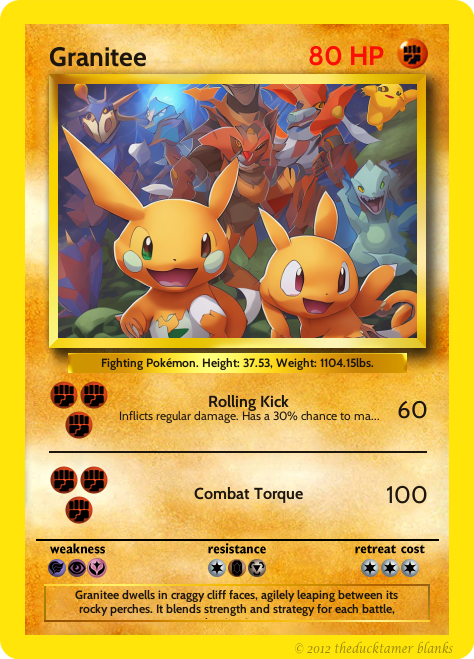 Granitee 80 HP
Fighting Pokémon. Height: 37.53, Weight: 1104.15lbs.
Rolling Kick
Inflicts regular damage. Has a 30% chance to ma... 60
Combat Torque 100
weakness resistance retreat cost
Granitee dwells in craggy cliff faces, agilely leaping between its
rocky perches. It blends strength and strategy for each battle,
© 2012 theducktamer blanks